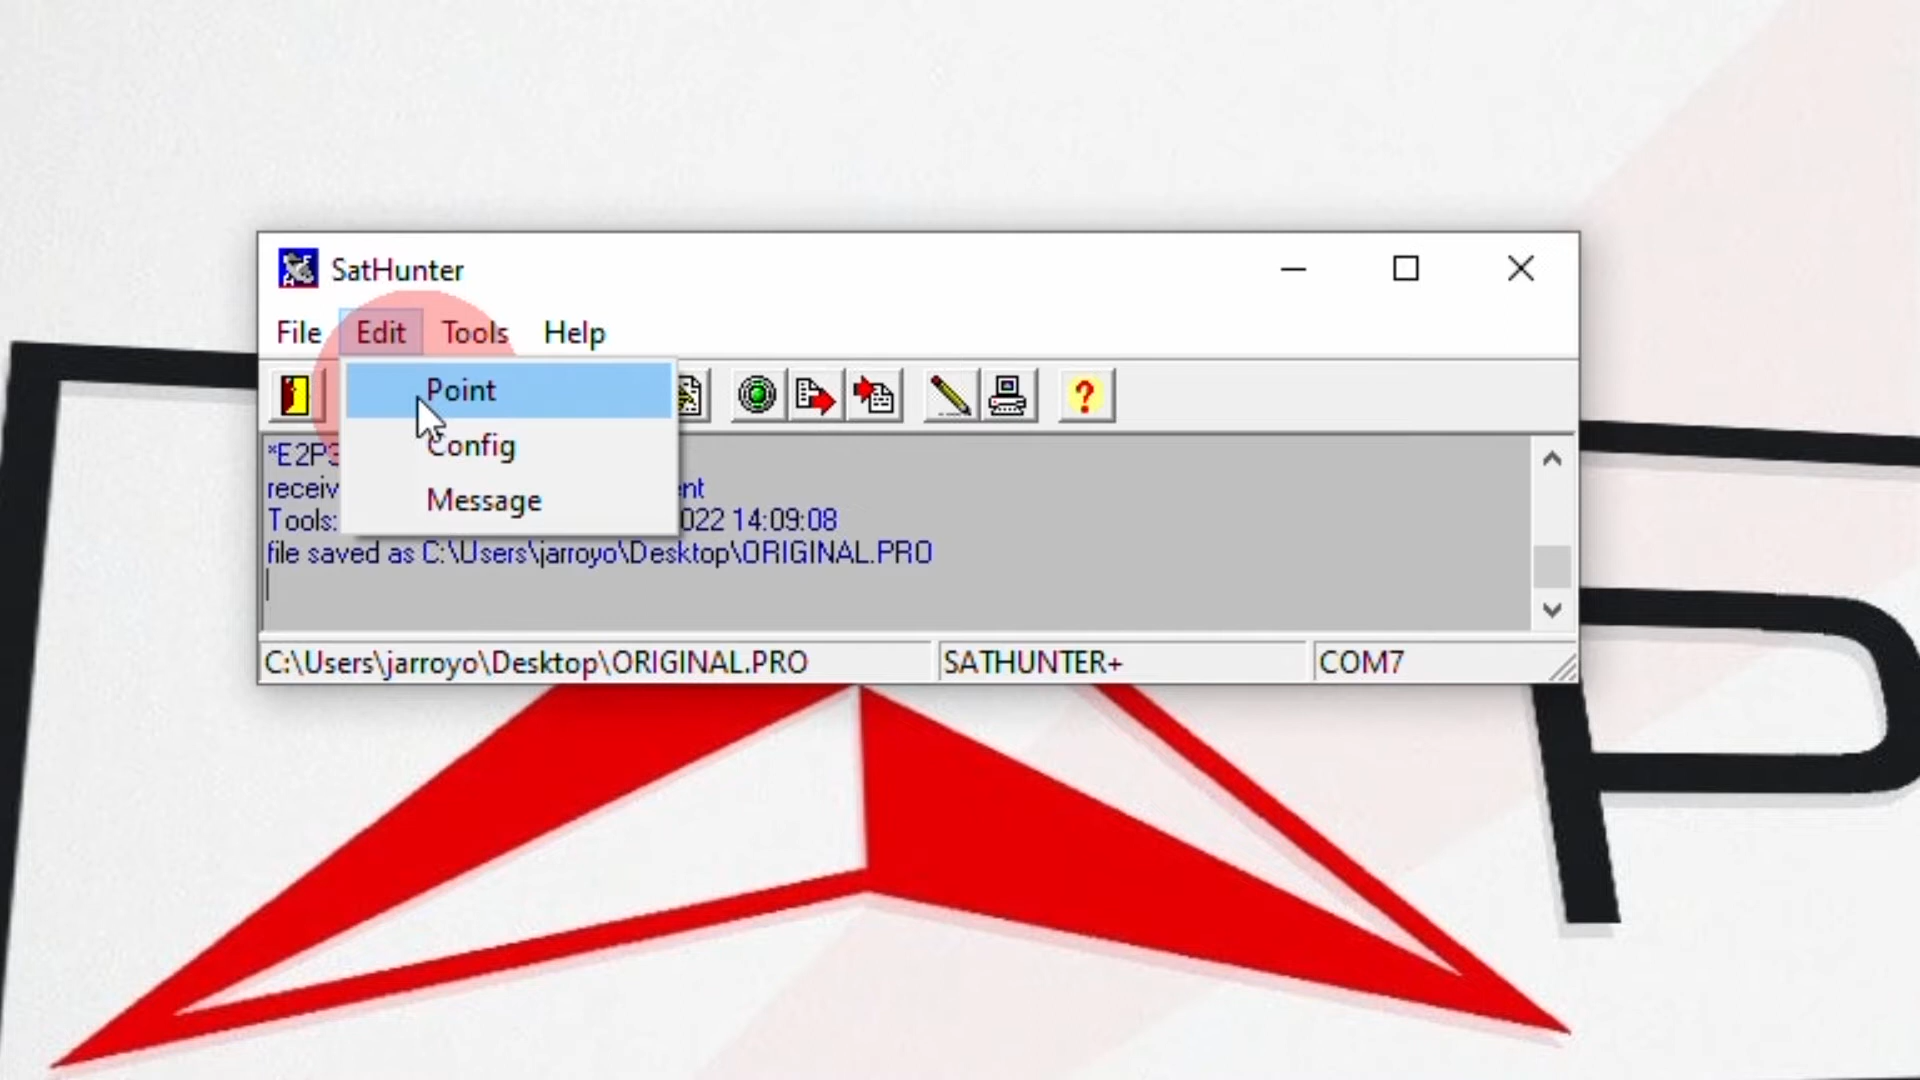 SatHunter
File Edit Tools Help
Point
Config
Message
*E2P
receiv nt
Tools: 022 14:09:08
file saved as C:\Users\jarroyo\Desktop\ORIGINAL.PRO
C:\Users\jarroyo\Desktop\ORIGINAL.PRO SATHUNTER+ COM7
P